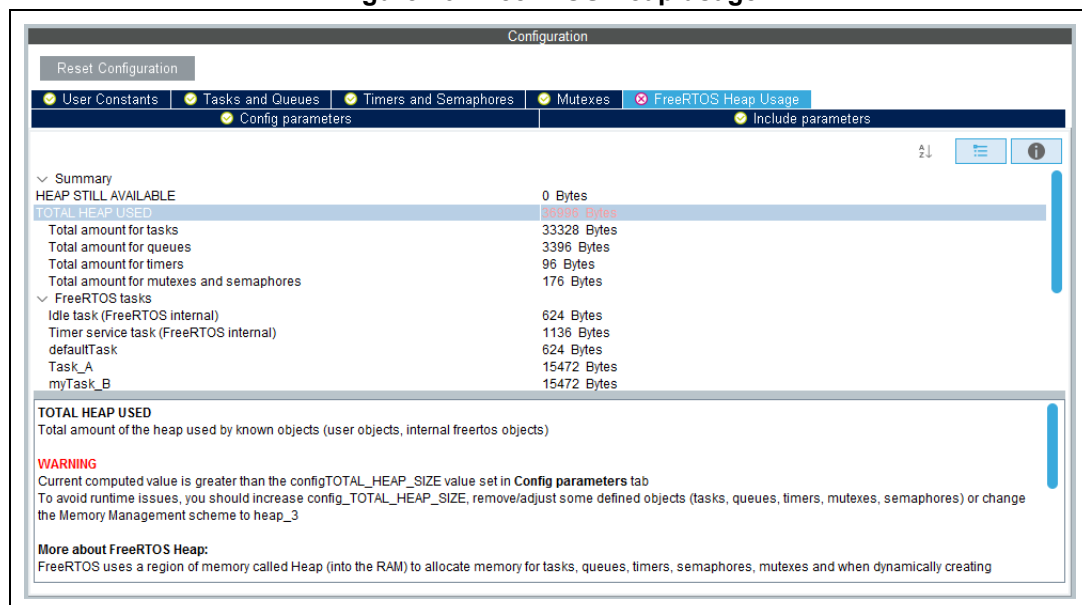 Configuration
Reset Configuration
User Constants Tasks and Queues Timers and Semaphores Mutexes FreeRTOS Heap Usage
Config parameters Include parameters
Summary
HEAP STILL AVAILABLE 0 Bytes
TOTAL HEAP USED 36996 Bytes
Total amount for tasks 33328 Bytes
Total amount for queues 3396 Bytes
Total amount for timers 96 Bytes
Total amount for mutexes and semaphores 176 Bytes
FreeRTOS tasks
Idle task (FreeRTOS internal) 624 Bytes
Timer service task (FreeRTOS internal) 1136 Bytes
defaultTask 624 Bytes
Task_A 15472 Bytes
myTask_B 15472 Bytes
TOTAL HEAP USED
Total amount of the heap used by known objects (user objects, internal freertos objects)
WARNING
Current computed value is greater than the configTOTAL_HEAP_SIZE value set in Config parameters tab
To avoid runtime issues, you should increase config_TOTAL_HEAP_SIZE, remove/adjust some defined objects (tasks, queues, timers, mutexes, semaphores) or change
the Memory Management scheme to heap_3
More about FreeRTOS Heap:
FreeRTOS uses a region of memory called Heap (into the RAM) to allocate memory for tasks, queues, timers, semaphores, mutexes and when dynamically creating